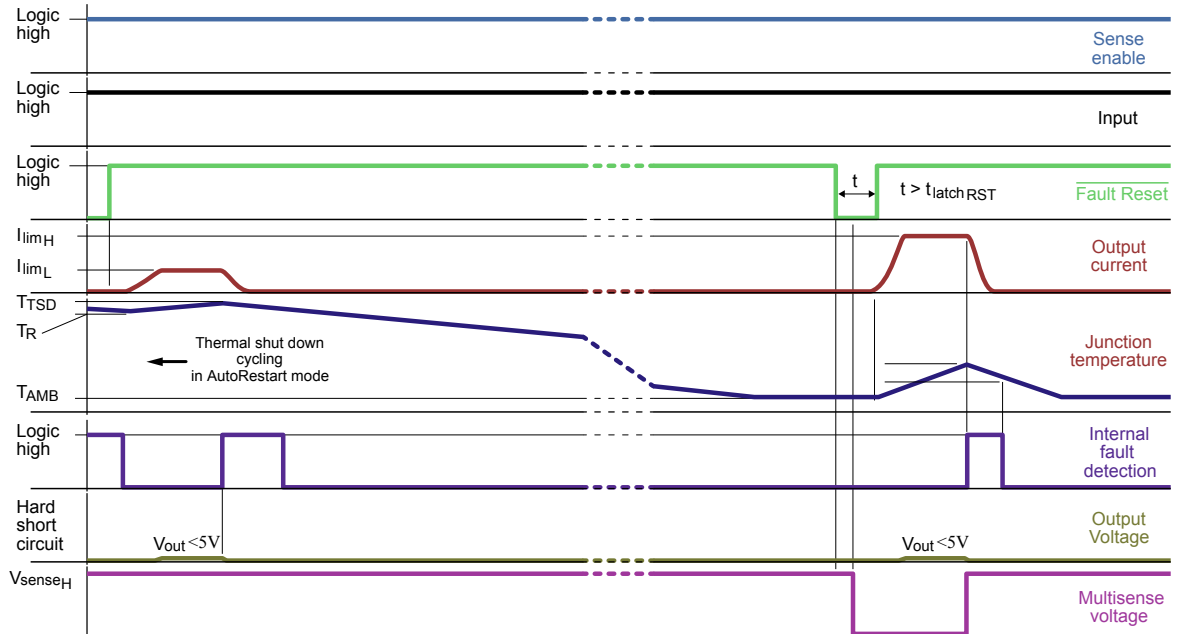 Logic
high
Sense
enable
Logic
high
Input
Logic
high
t
t > tlatchRST
Fault Reset
IlimH
IlimL
Output
current
TTSD
TR
Thermal shut down
cycling
in AutoRestart mode
Junction
temperature
TAMB
Logic
high
Internal
fault
detection
Hard
short
circuit
Vout <5V
Vout <5V
Output
Voltage
VsenseH
Multisense
voltage